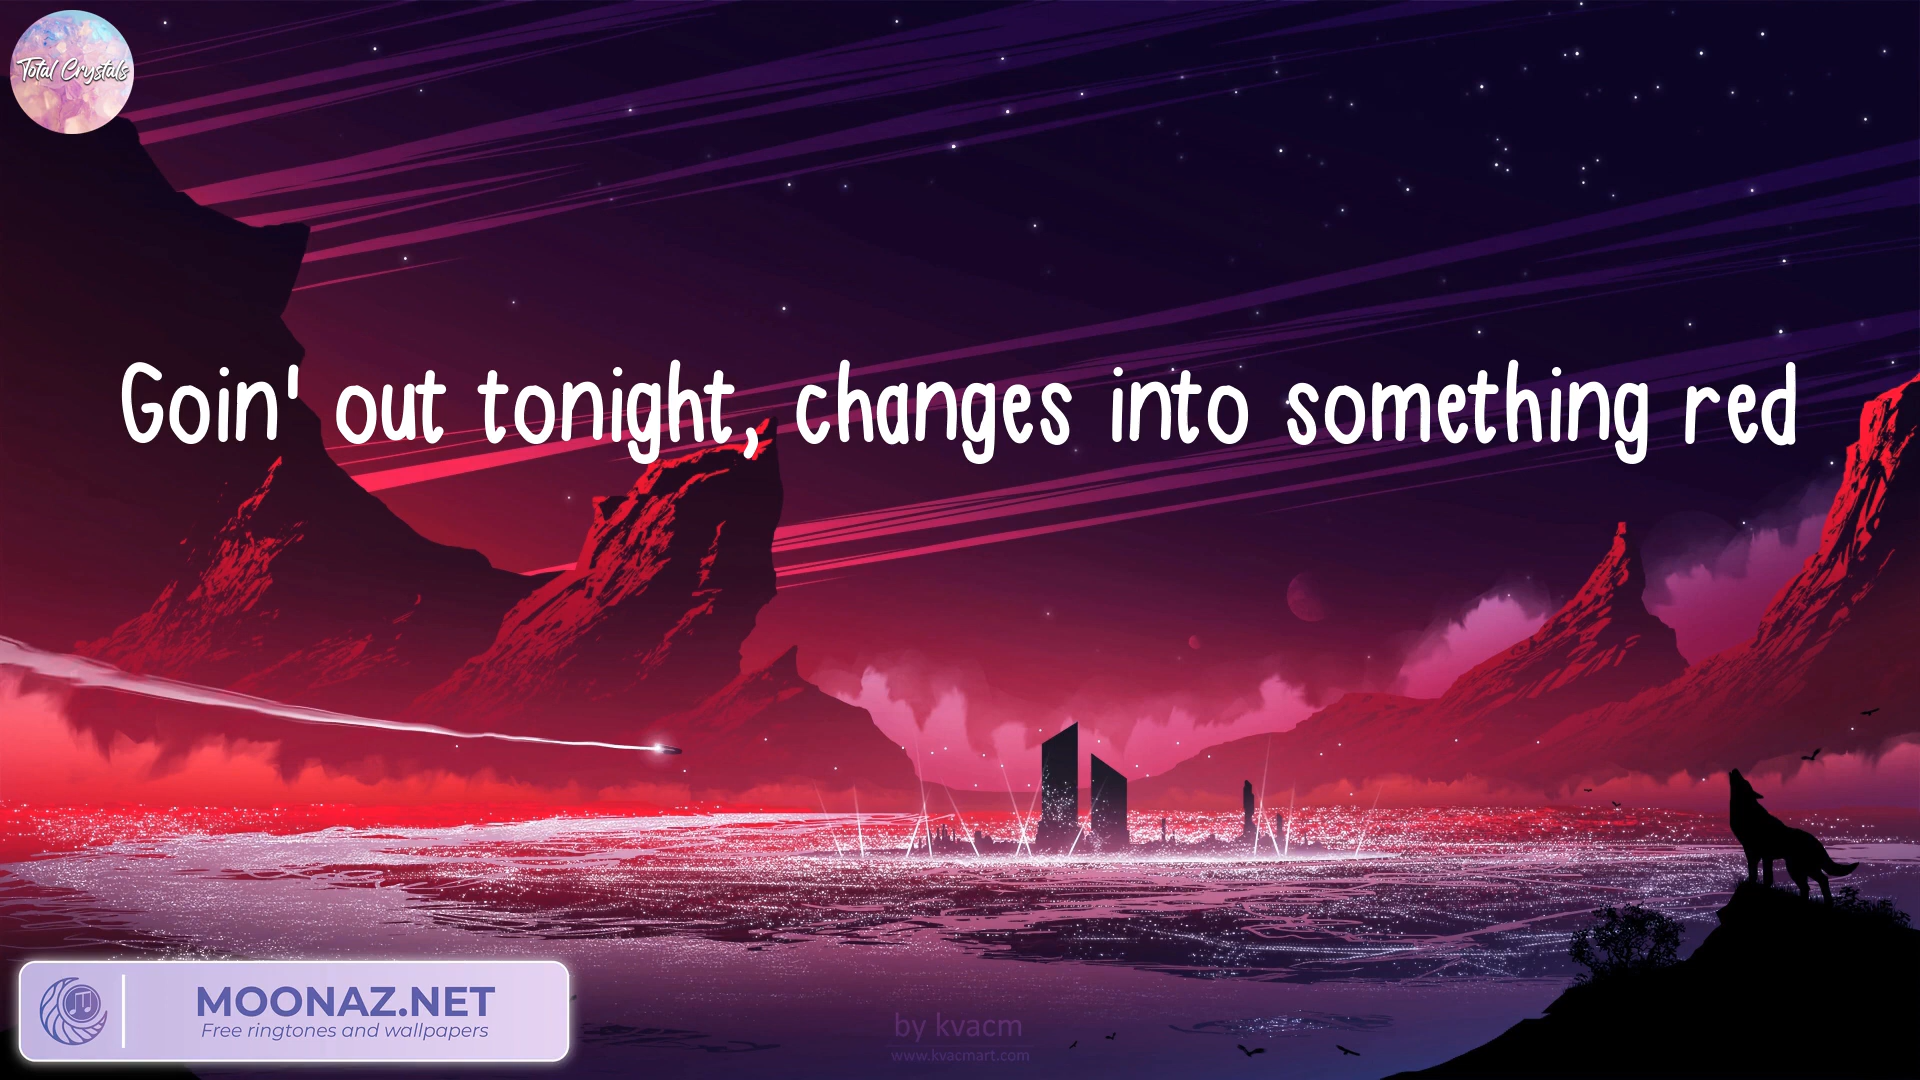 Total Crystals
Goin' out tonight, changes into something red
MOONAZ.NET
Free ringtones and wallpapers
by kvacm
www.kvacmart.com